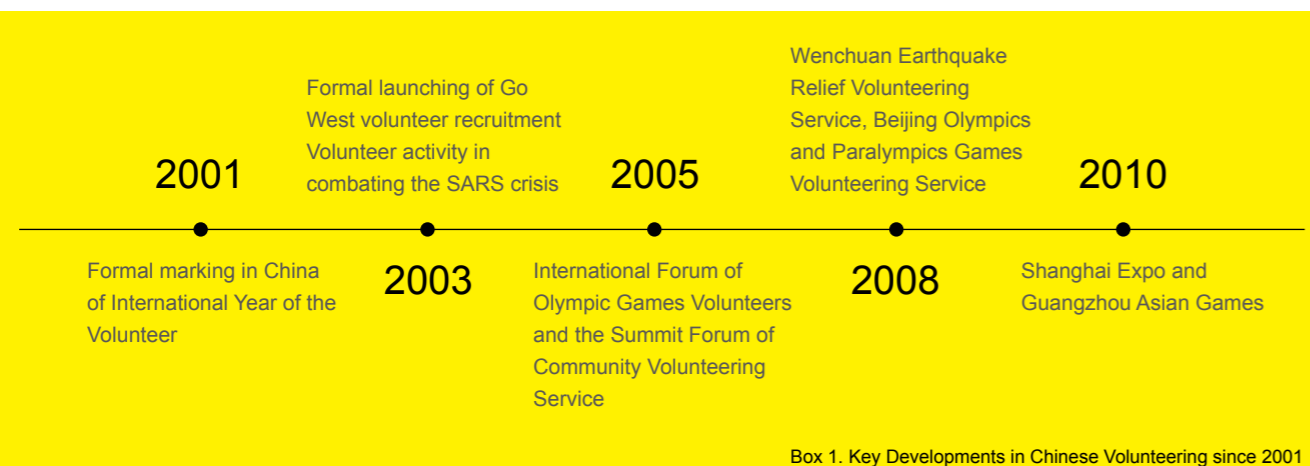 2001
Formal marking in China
of International Year of the
Volunteer
Formal launching of Go
West volunteer recruitment
Volunteer activity in
combating the SARS crisis
2003
2005
International Forum of
Olympic Games Volunteers
and the Summit Forum of
Community Volunteering
Service
Wenchuan Earthquake
Relief Volunteering
Service, Beijing Olympics
and Paralympics Games
Volunteering Service
2008
2010
Shanghai Expo and
Guangzhou Asian Games
Box 1. Key Developments in Chinese Volunteering since 2001